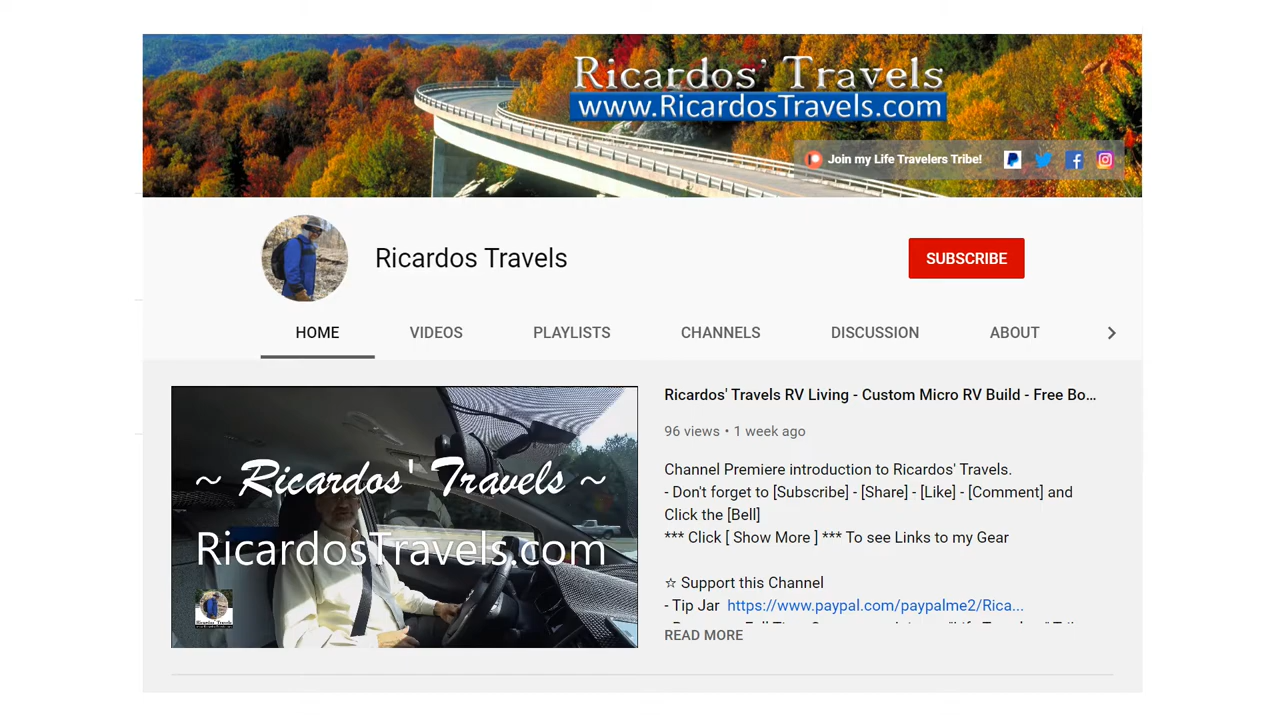 Ricardos' Travels
www.RicardosTravels.com
Join my Life Travelers Tribe!
Ricardos Travels
SUBSCRIBE
HOME VIDEOS PLAYLISTS CHANNELS DISCUSSION ABOUT
~ Ricardos' Travels ~
RicardosTravels.com
Ricardos' Travels RV Living - Custom Micro RV Build - Free Bo...
96 views • 1 week ago
Channel Premiere introduction to Ricardos' Travels.
- Don't forget to [Subscribe] - [Share] - [Like] - [Comment] and
Click the [Bell]
*** Click [ Show More ] *** To see Links to my Gear
☆ Support this Channel
- Tip Jar https://www.paypal.com/paypalme2/Rica...
READ MORE